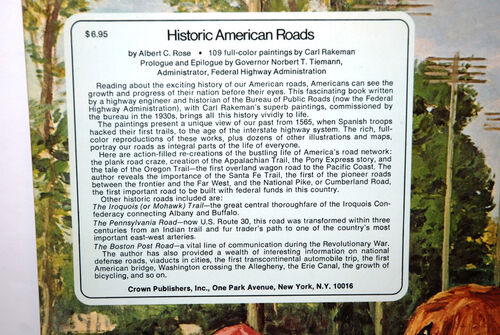 $6.95
Historic American Roads
by Albert C. Rose • 109 full-color paintings by Carl Rakeman
Prologue and Epilogue by Governor Norbert T. Tiemann,
Administrator, Federal Highway Administration
Reading about the exciting history of our American roads, Americans can see the
growth and progress of their nation before their eyes. This fascinating book written
by a highway engineer and historian of the Bureau of Public Roads (now the Federal
Highway Administration), with Carl Rakeman's superb paintings, commissioned by
the bureau in the 1930s, brings all this history vividly to life.
The paintings present a unique view of our past from 1565, when Spanish troops
hacked their first trails, to the age of the interstate highway system. The rich, full-
color reproductions of these works, plus dozens of other illustrations and maps,
portray our roads as integral parts of the life of everyone.
Here are action-filled re-creations of the bustling life of America's road network:
the plank road craze, creation of the Appalachian Trail, the Pony Express story, and
the tale of the Oregon Trail—the first overland wagon road to the Pacific Coast. The
author reveals the importance of the Santa Fe Trail, the first of the pioneer roads
between the frontier and the Far West, and the National Pike, or Cumberland Road,
the first important road to be built with federal funds in this country.
Other historic roads included are:
The Iroquois (or Mohawk) Trail—the great central thoroughfare of the Iroquois Con-
federacy connecting Albany and Buffalo.
The Pennsylvania Road—now U.S. Route 30, this road was transformed within three
centuries from an Indian trail and fur trader's path to one of the country's most
important east-west arteries.
The Boston Post Road—a vital line of communication during the Revolutionary War.
The author has also provided a wealth of interesting information on national
defense roads, viaducts in cities, the first transcontinental automobile trip, the first
American bridge, Washington crossing the Allegheny, the Erie Canal, the growth of
bicycling, and so on.
Crown Publishers, Inc., One Park Avenue, New York, N.Y. 10016